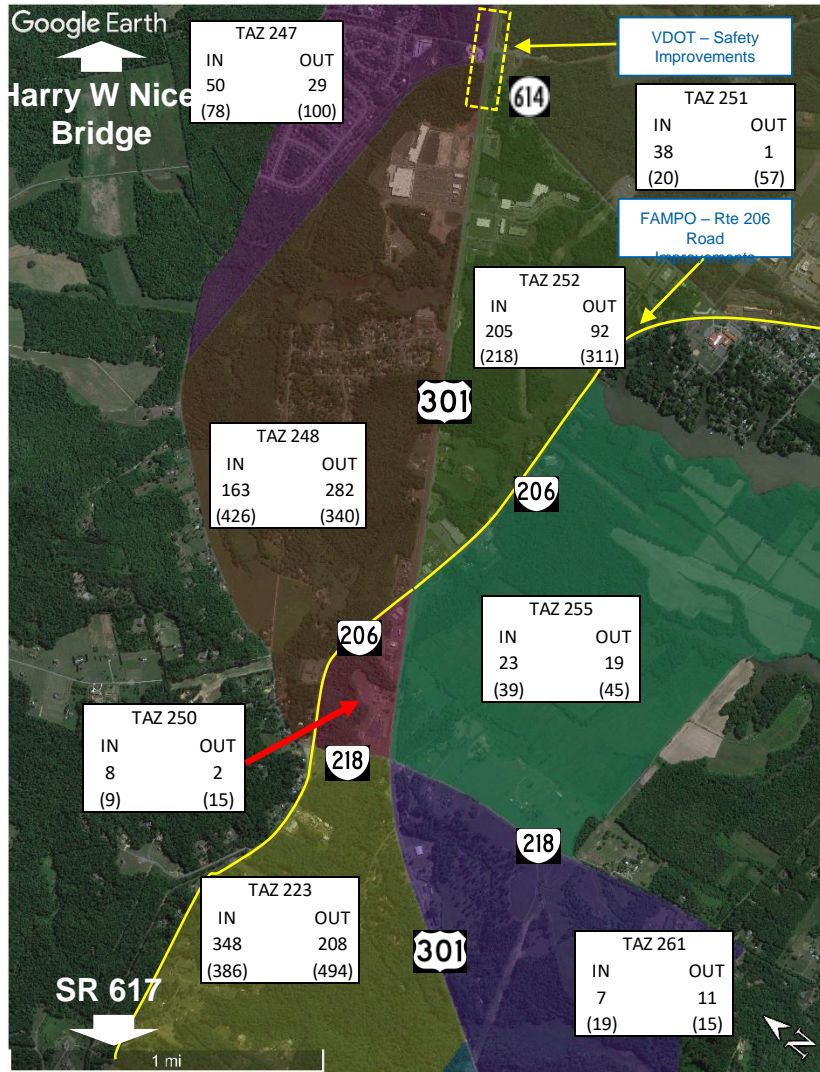 Google Earth
Harry W Nice
Bridge
TAZ 247
IN OUT
50 29
(78) (100)
VDOT – Safety
Improvements
614
TAZ 251
IN OUT
38 1
(20) (57)
FAMPO – Rte 206
Road
Improvements
TAZ 252
IN OUT
205 92
(218) (311)
301
TAZ 248
IN OUT
163 282
(426) (340)
206
TAZ 255
IN OUT
23 19
(39) (45)
206
TAZ 250
IN OUT
8 2
(9) (15)
218
218
TAZ 223
IN OUT
348 208
(386) (494)
301
TAZ 261
IN OUT
7 11
(19) (15)
SR 617
1 mi
N